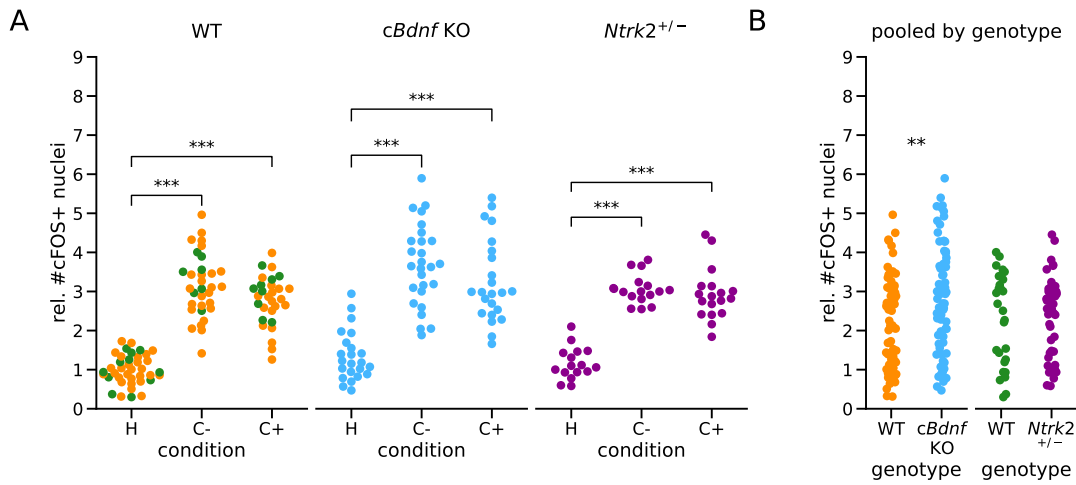 A
WT
cBdnf KO
Ntrk2+/−
B
pooled by genotype
rel. #cFOS+ nuclei
9
8
7
6
5
4
3
2
1
0
***
***
***
***
***
***
H
C-
C+
condition
H
C-
C+
condition
H
C-
C+
condition
rel. #cFOS+ nuclei
9
8
7
6
5
4
3
2
1
0
**
WT
cBdnf
KO
genotype
WT
Ntrk2
+/−
genotype